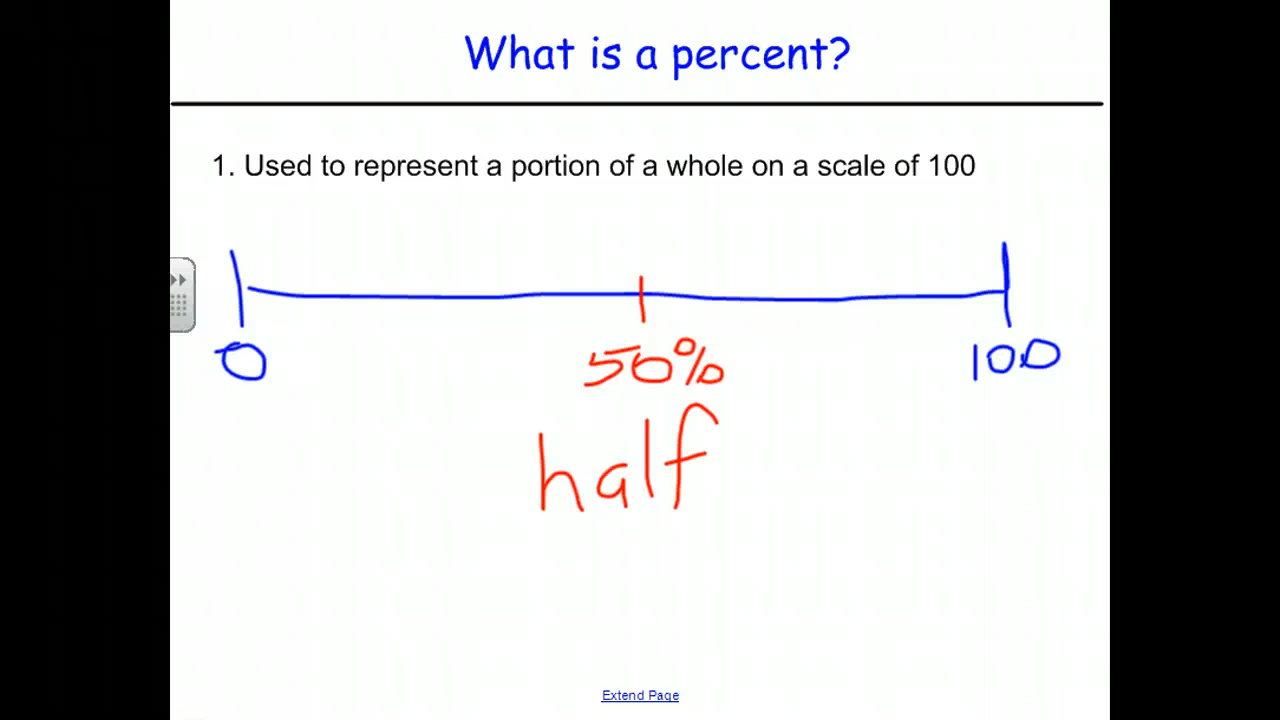 What is a percent?
1. Used to represent a portion of a whole on a scale of 100
0 50% 100
half
Extend Page